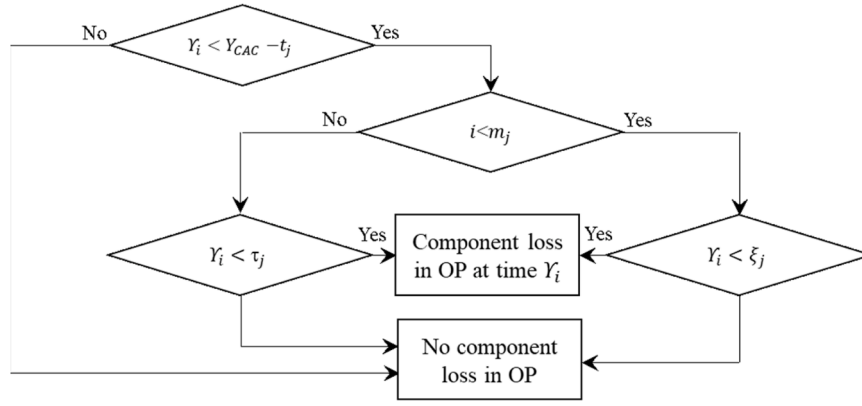 No
ϒᵢ < Y_CAC − tⱼ
Yes
No
i<mⱼ
Yes
ϒᵢ < τⱼ
Yes
Component loss
in OP at time ϒᵢ
Yes
ϒᵢ < ξⱼ
No component
loss in OP